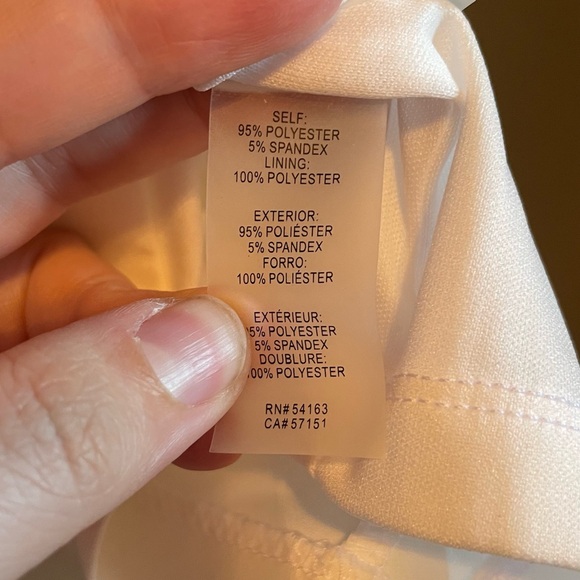 SELF:
95% POLYESTER
5% SPANDEX
LINING:
100% POLYESTER
EXTERIOR:
95% POLIÉSTER
5% SPANDEX
FORRO:
100% POLIÉSTER
EXTÉRIEUR:
5% POLYESTER
5% SPANDEX
DOUBLURE:
00% POLYESTER
RN# 54163
CA# 57151